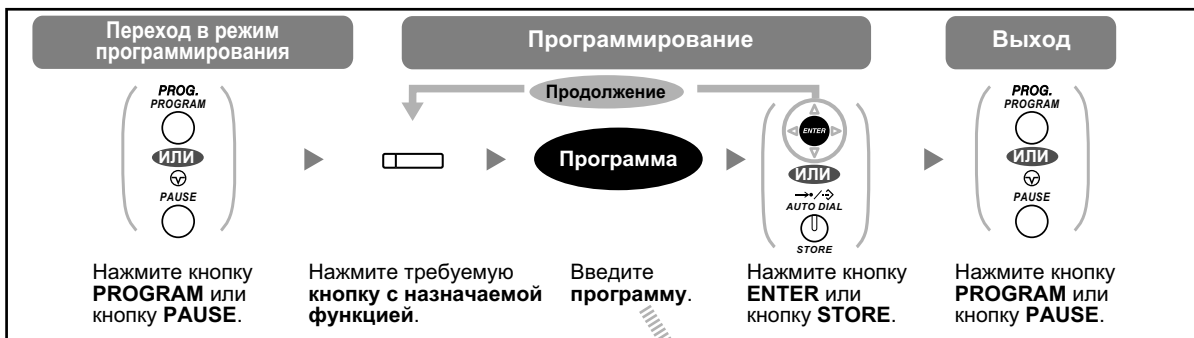 Переход в режим
программирования
Программирование
Выход
Продолжение
PROG.
PROGRAM
ИЛИ
PAUSE
Программа
ENTER
ИЛИ
AUTO DIAL
STORE
PROG.
PROGRAM
ИЛИ
PAUSE
Нажмите кнопку
PROGRAM или
кнопку PAUSE.
Нажмите требуемую
кнопку с назначаемой
функцией.
Введите
программу.
Нажмите кнопку
ENTER или
кнопку STORE.
Нажмите кнопку
PROGRAM или
кнопку PAUSE.